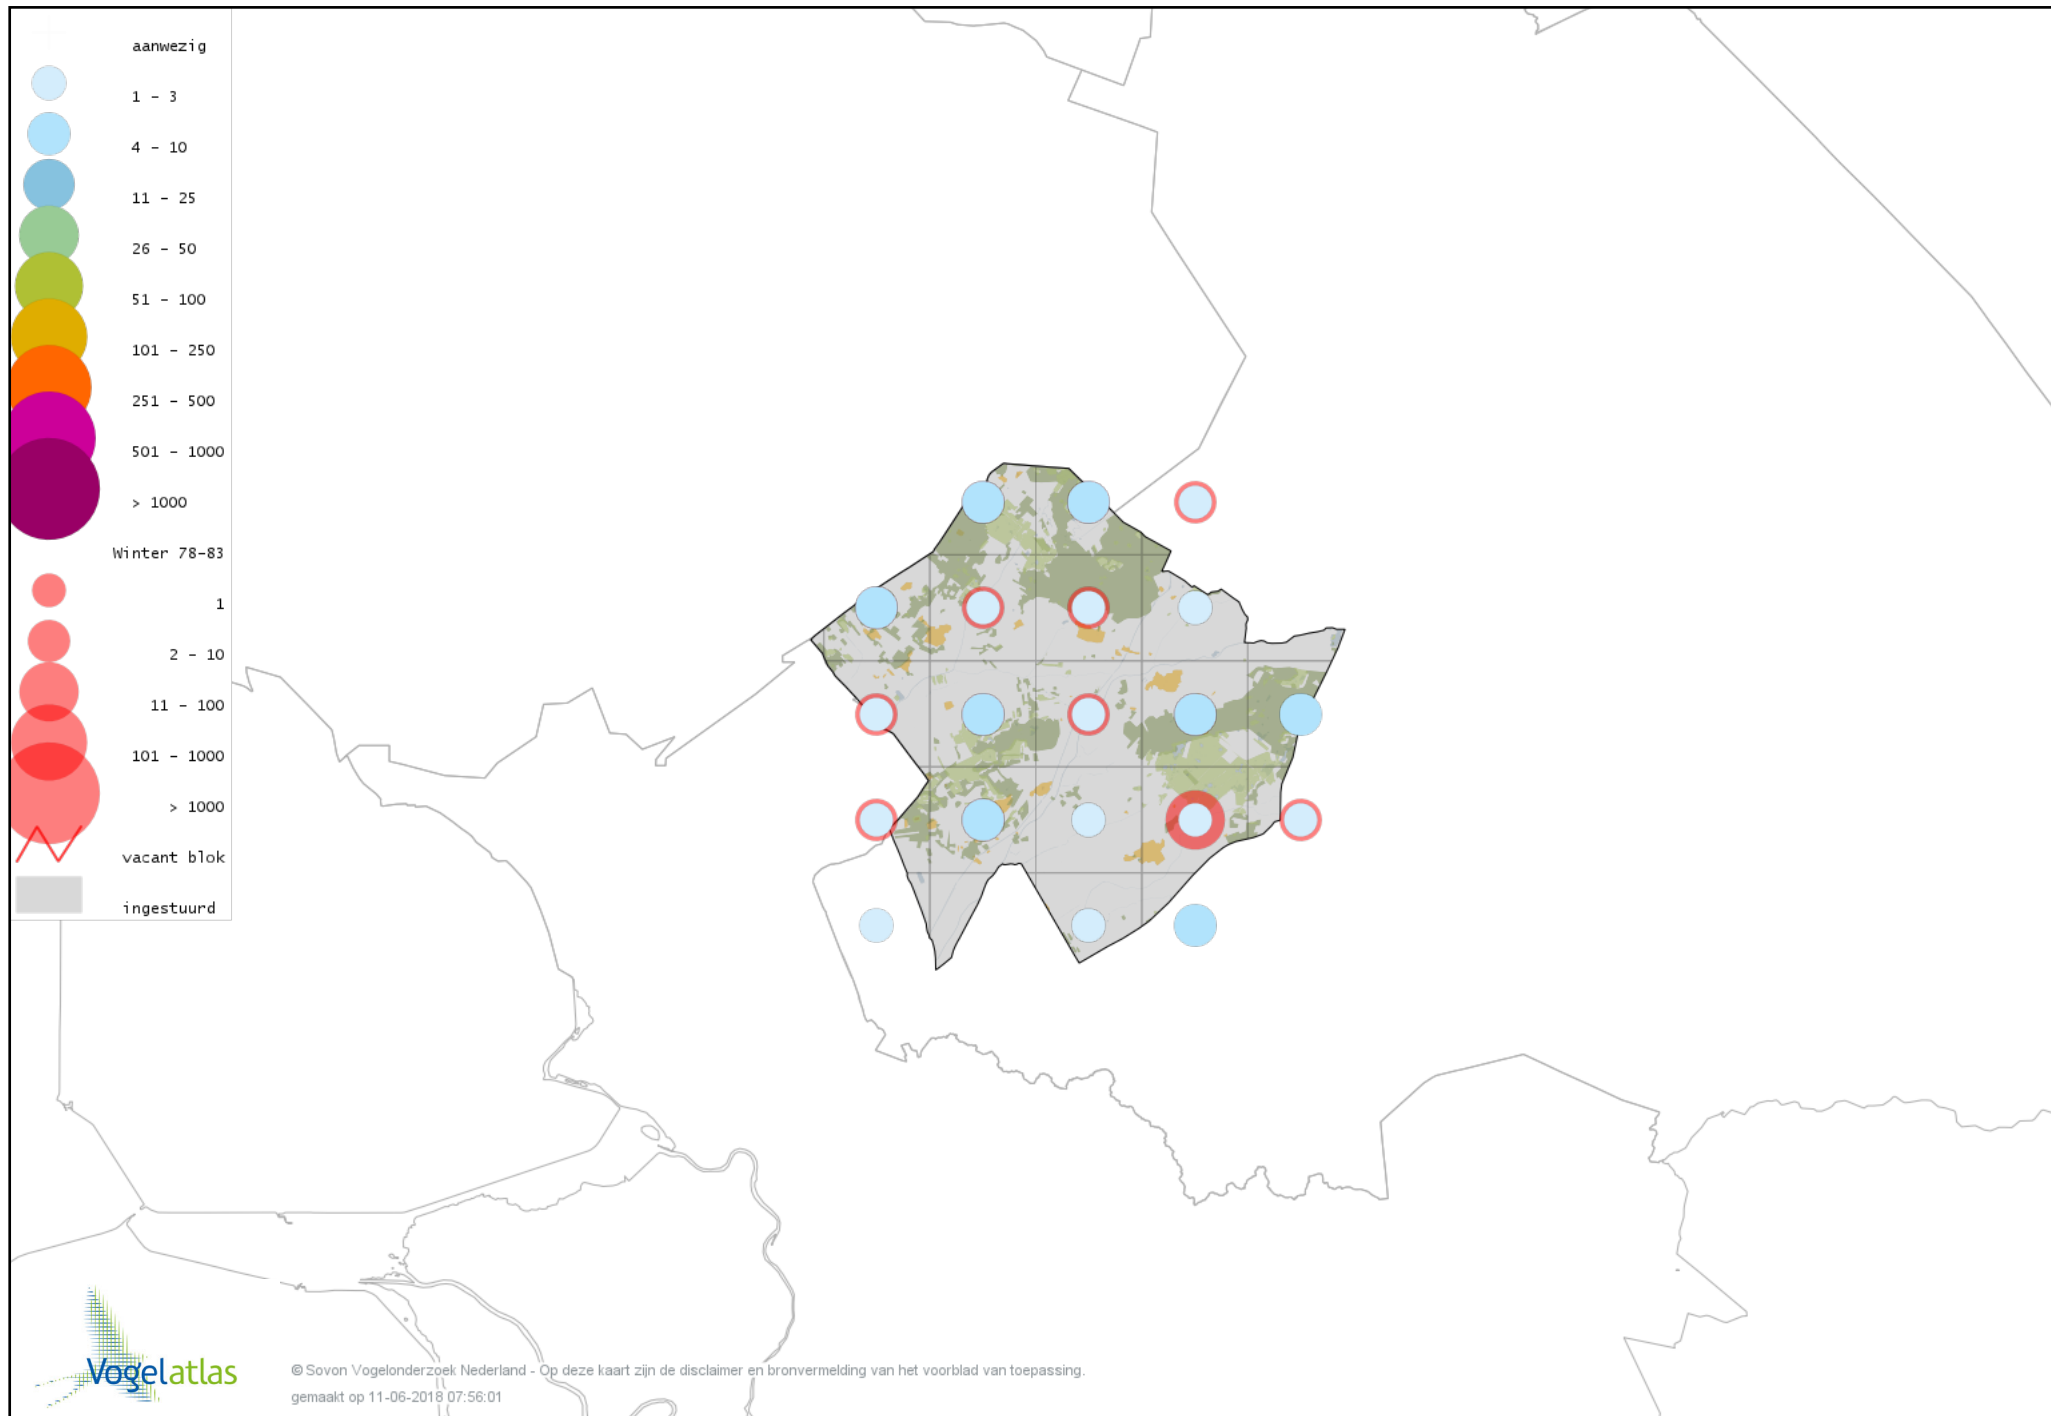 aanwezig
1 - 3
4 - 10
11 - 25
26 - 50
51 - 100
101 - 250
251 - 500
501 - 1000
> 1000
Winter 78-83
1
2 - 10
11 - 100
101 - 1000
> 1000
vacant blok
ingestuurd
Vogelatlas
© Sovon Vogelonderzoek Nederland - Op deze kaart zijn de disclaimer en bronvermelding van het voorblad van toepassing.
gemaakt op 11-06-2018 07:56:01